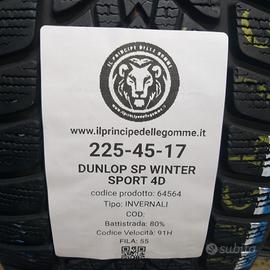 IL PRINCIPE DELLE GOMME
www.ilprincipedellegomme.it
225-45-17
DUNLOP SP WINTER
SPORT 4D
codice prodotto: 64564
Tipo: INVERNALI
COD:
Battistrada: 80%
Codice Velocità: 91H
FILA: 55
subito